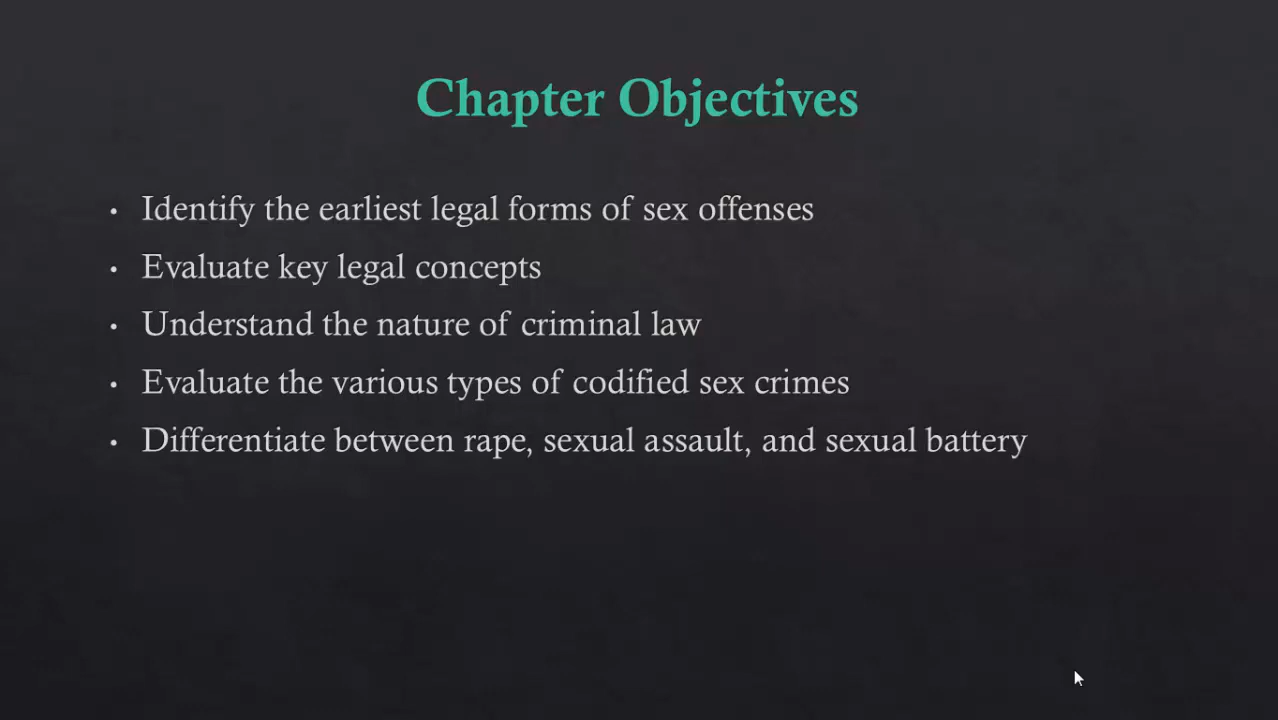 Chapter Objectives
• Identify the earliest legal forms of sex offenses
• Evaluate key legal concepts
• Understand the nature of criminal law
• Evaluate the various types of codified sex crimes
• Differentiate between rape, sexual assault, and sexual battery